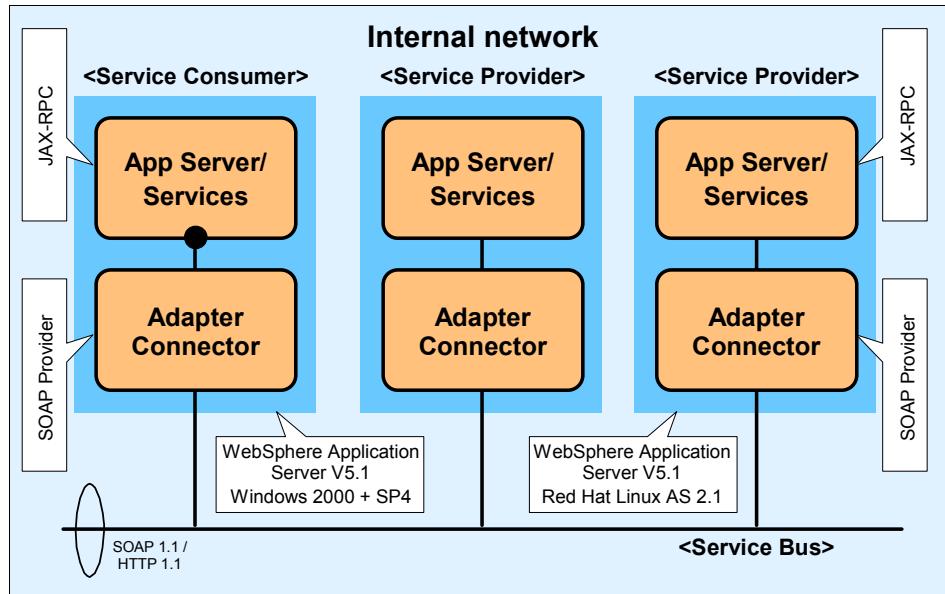 Internal network
<Service Consumer>
<Service Provider>
<Service Provider>
JAX-RPC
App Server/
Services
App Server/
Services
App Server/
Services
JAX-RPC
SOAP Provider
Adapter
Connector
Adapter
Connector
Adapter
Connector
SOAP Provider
WebSphere Application
Server V5.1
Windows 2000 + SP4
WebSphere Application
Server V5.1
Red Hat Linux AS 2.1
SOAP 1.1 /
HTTP 1.1
<Service Bus>